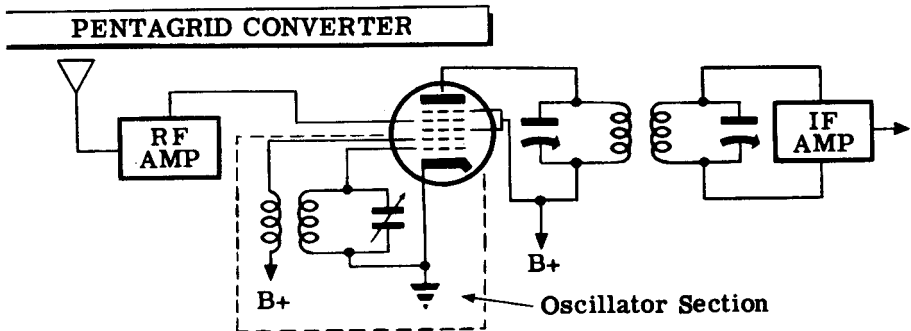 PENTAGRID CONVERTER
RF
AMP
IF
AMP
B+
B+
Oscillator Section